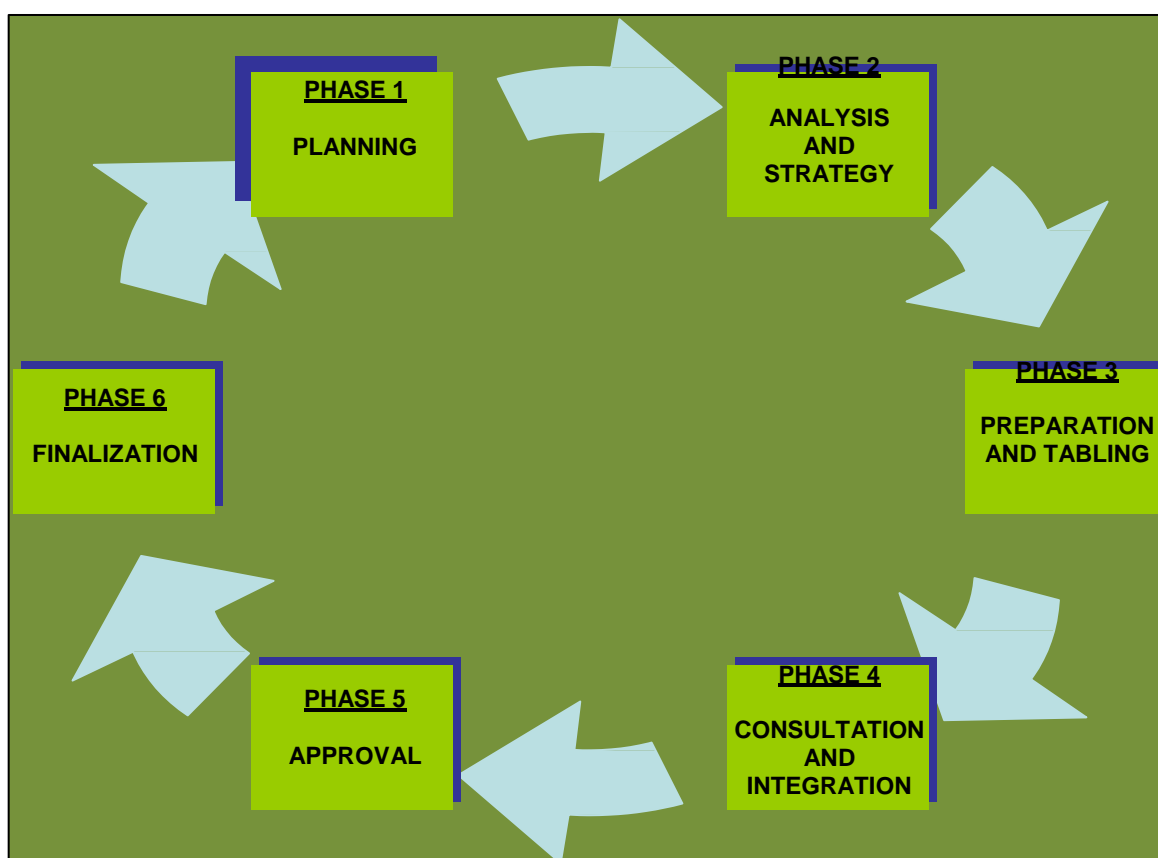 PHASE 1
PLANNING
PHASE 2
ANALYSIS
AND
STRATEGY
PHASE 3
PREPARATION
AND TABLING
PHASE 4
CONSULTATION
AND
INTEGRATION
PHASE 5
APPROVAL
PHASE 6
FINALIZATION